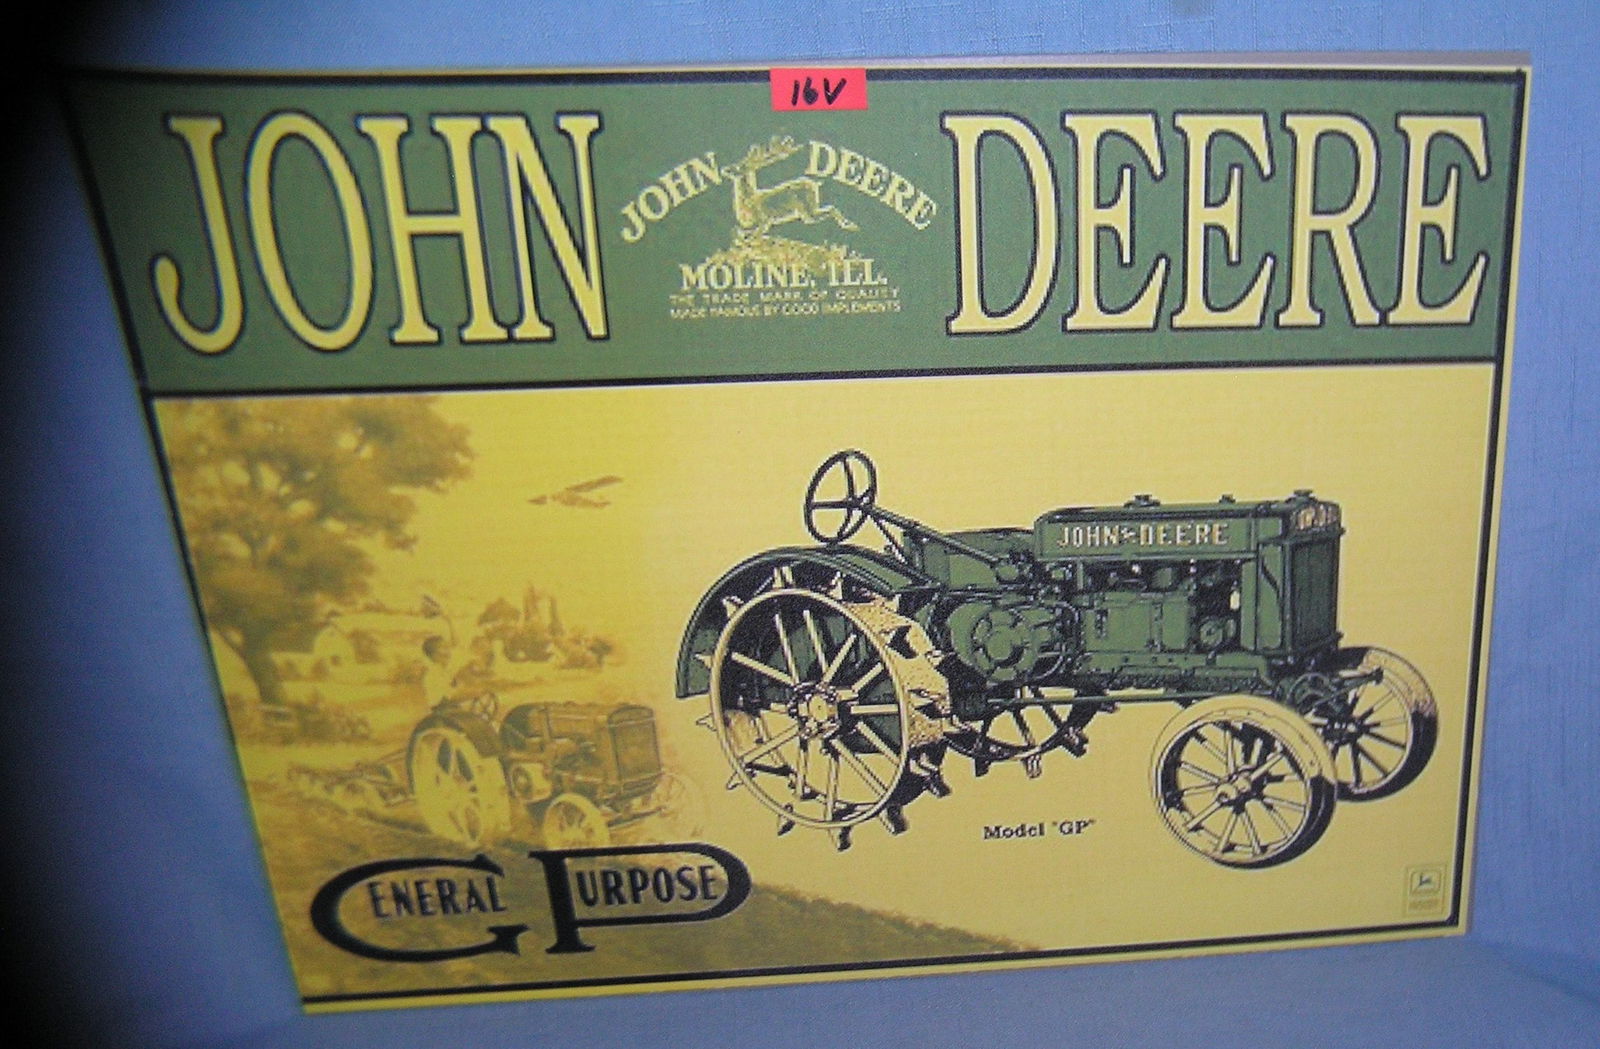 16V
JOHN DEERE
JOHN DEERE
MOLINE, ILL.
THE TRADE MARK OF QUALITY
MADE FAMOUS BY GOOD IMPLEMENTS
JOHN DEERE
Model "GP"
GENERAL PURPOSE